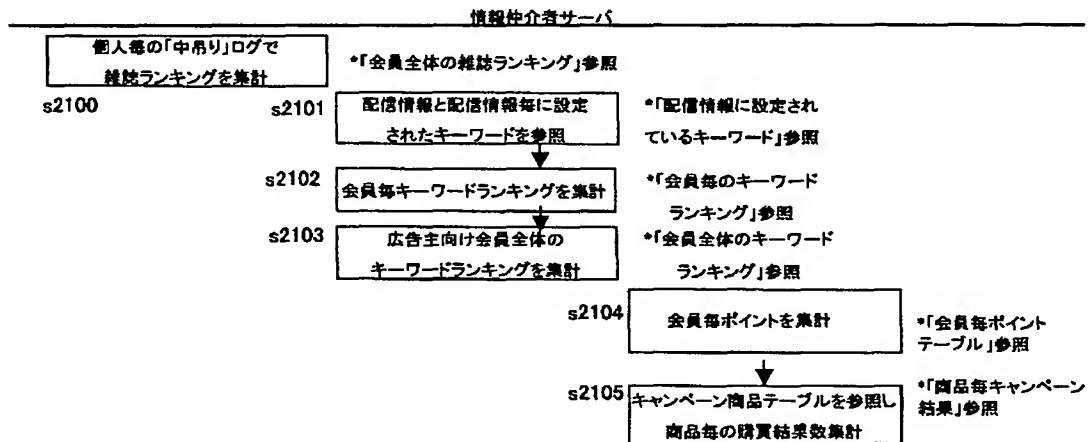 情報仲介者サーバ
個人毎の「中吊り」ログで
雑誌ランキングを集計
*「会員全体の雑誌ランキング」参照
s2100
s2101
配信情報と配信情報毎に設定
されたキーワードを参照
*「配信情報に設定され
ているキーワード」参照
s2102
会員毎キーワードランキングを集計
*「会員毎のキーワード
ランキング」参照
s2103
広告主向け会員全体の
キーワードランキングを集計
*「会員全体のキーワード
ランキング」参照
s2104
会員毎ポイントを集計
*「会員毎ポイント
テーブル」参照
s2105
キャンペーン商品テーブルを参照し
商品毎の購買結果数集計
*「商品毎キャンペーン
結果」参照